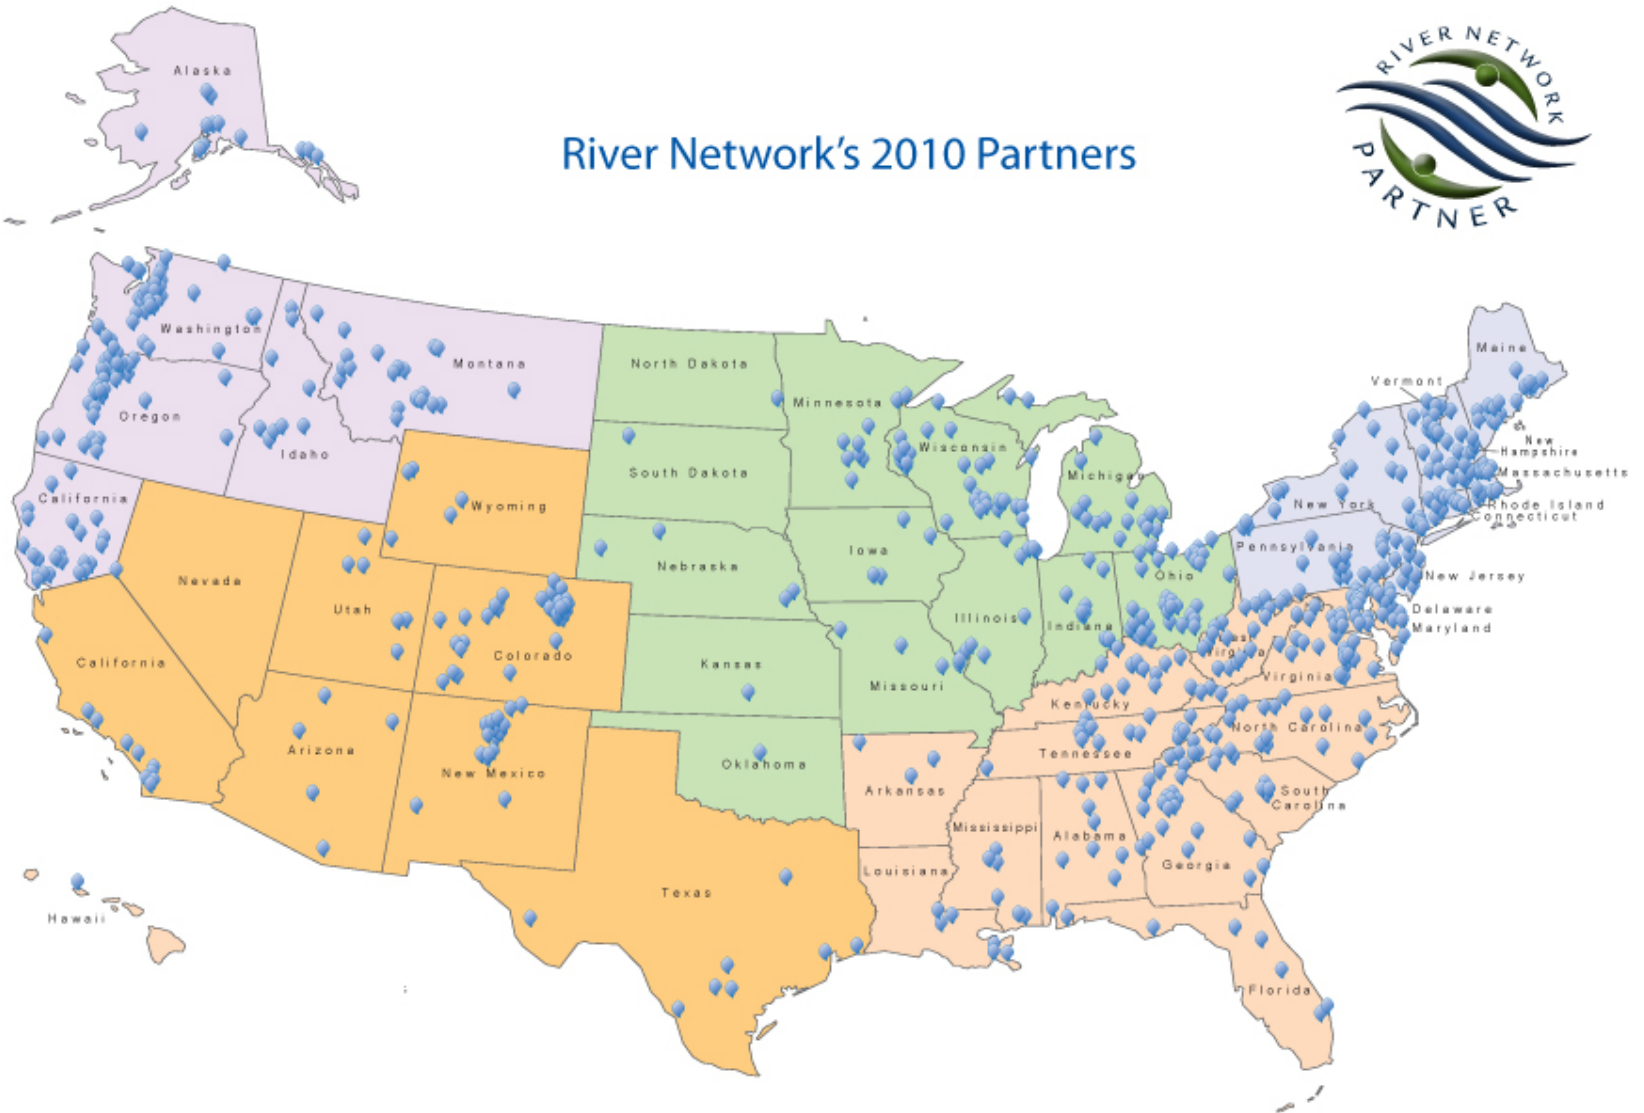 Alaska
River Network's 2010 Partners
RIVER NETWORK
PARTNER
Washington
Montana
North Dakota
Minnesota
Maine
Vermont
Oregon
Idaho
South Dakota
Wisconsin
Michigan
New
Hampshire
Massachusetts
California
Wyoming
New York
Rhode Island
Connecticut
Nevada
Utah
Nebraska
Iowa
Illinois
Indiana
Ohio
Pennsylvania
New Jersey
Delaware
Maryland
California
Colorado
Kansas
Missouri
West
Virginia
Virginia
Kentucky
Arizona
New Mexico
Oklahoma
Arkansas
Tennessee
North Carolina
South
Carolina
Mississippi
Alabama
Georgia
Hawaii
Texas
Louisiana
Florida